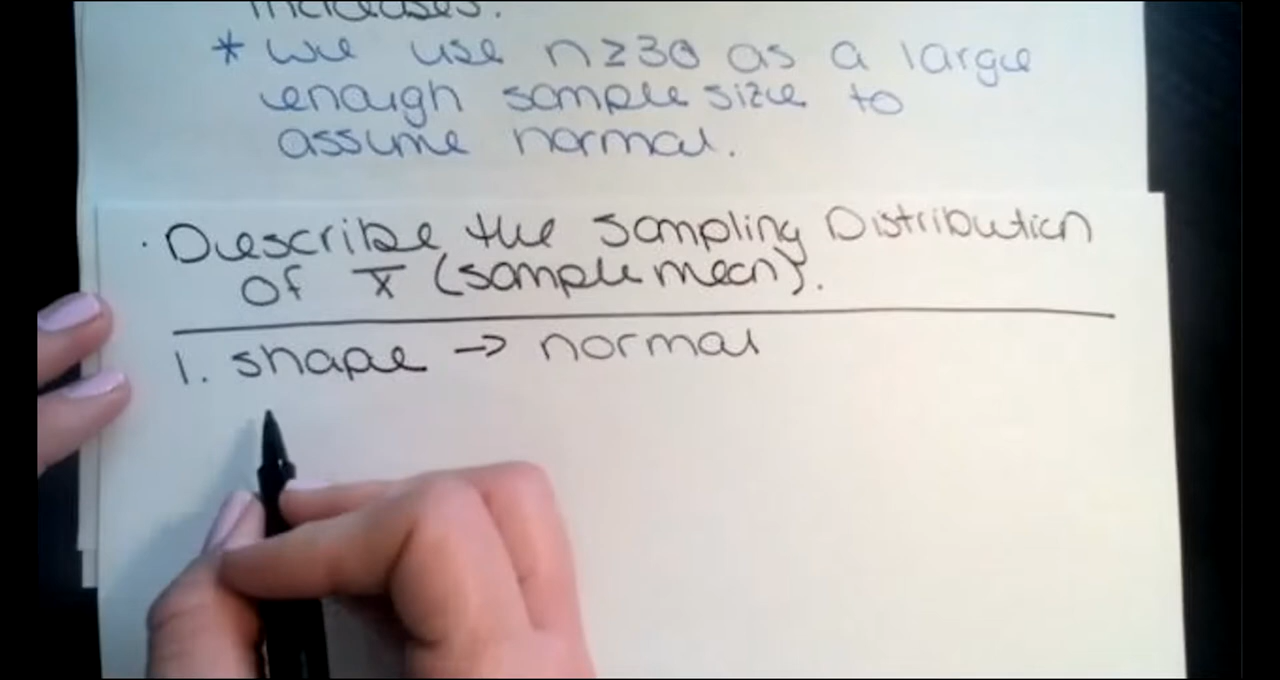 increases.
* we use n≥30 as a large
enough sample size to
assume normal.
· Describe the Sampling Distribution
of x̅ (sample mean).
1. shape → normal